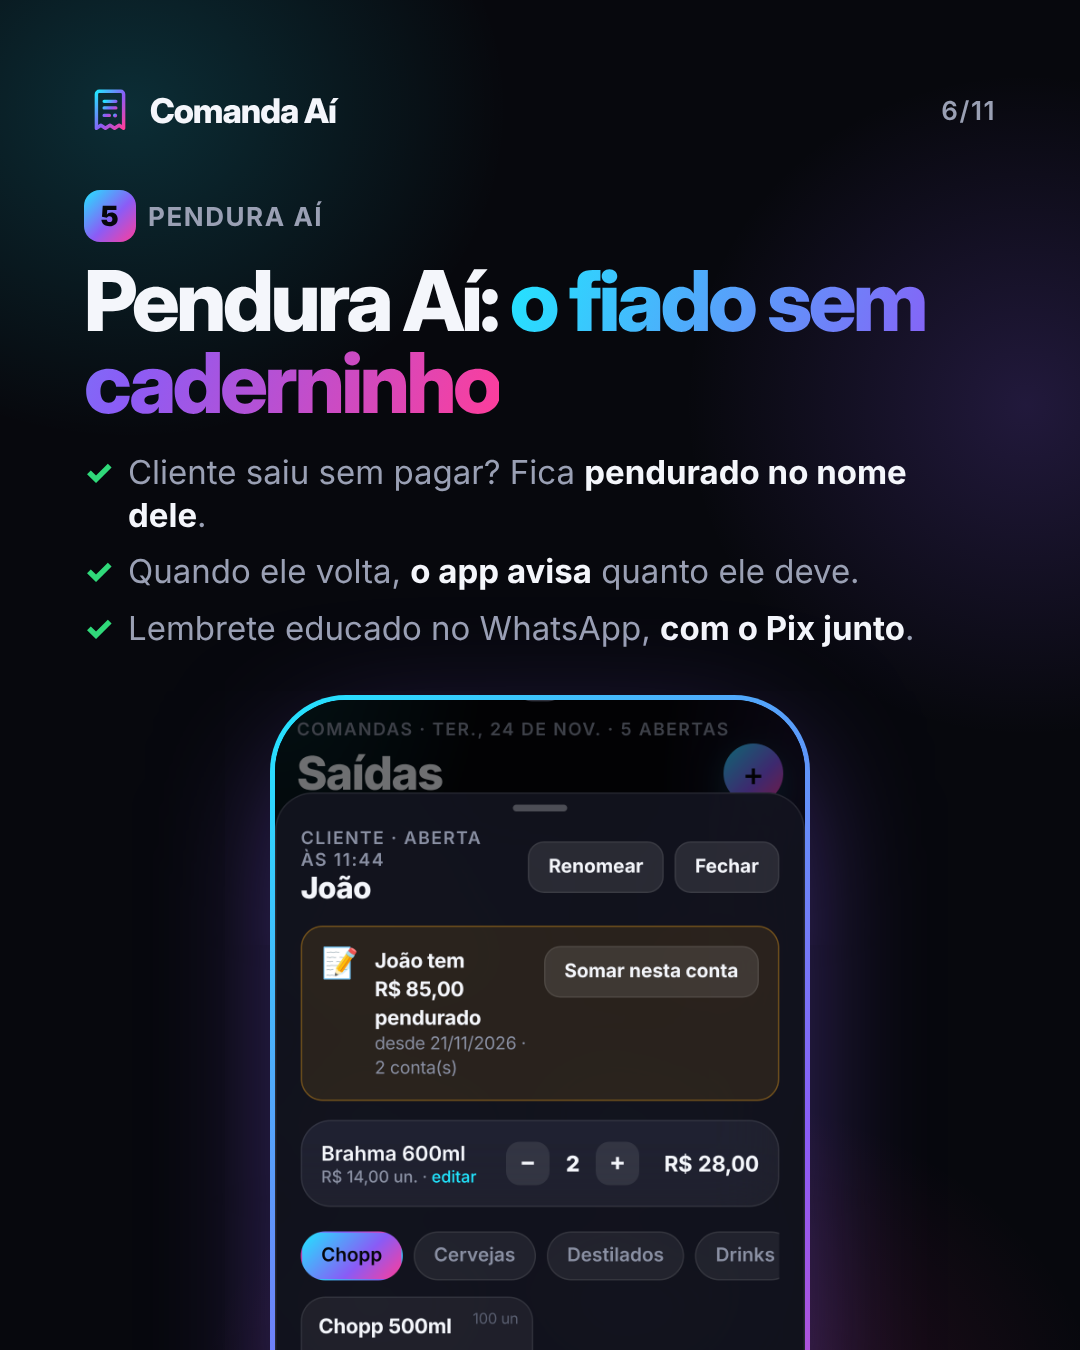 Comanda Aí
6/11
5 PENDURA AÍ
Pendura Aí: o fiado sem
caderninho
Cliente saiu sem pagar? Fica pendurado no nome
dele.
Quando ele volta, o app avisa quanto ele deve.
Lembrete educado no WhatsApp, com o Pix junto.
COMANDAS · TER., 24 DE NOV. · 5 ABERTAS
Saídas
+
CLIENTE · ABERTA
ÀS 11:44
João
Renomear
Fechar
João tem
R$ 85,00
pendurado
desde 21/11/2026 ·
2 conta(s)
Somar nesta conta
Brahma 600ml
R$ 14,00 un. · editar
− 2 +
R$ 28,00
Chopp
Cervejas
Destilados
Drinks
Chopp 500ml
100 un